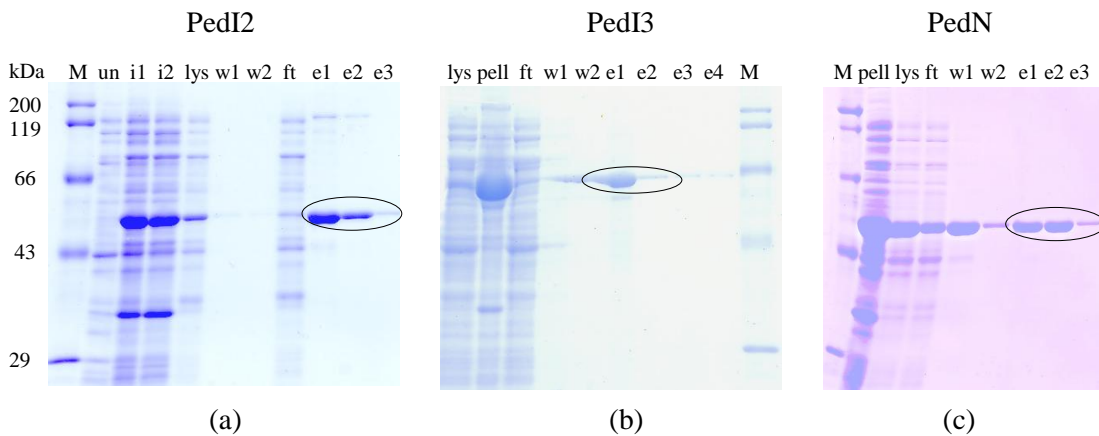 PedI2 PedI3 PedN
kDa M un i1 i2 lys w1 w2 ft e1 e2 e3 lys pell ft w1 w2 e1 e2 e3 e4 M M pell lys ft w1 w2 e1 e2 e3
200
119
66
43
29
(a) (b) (c)